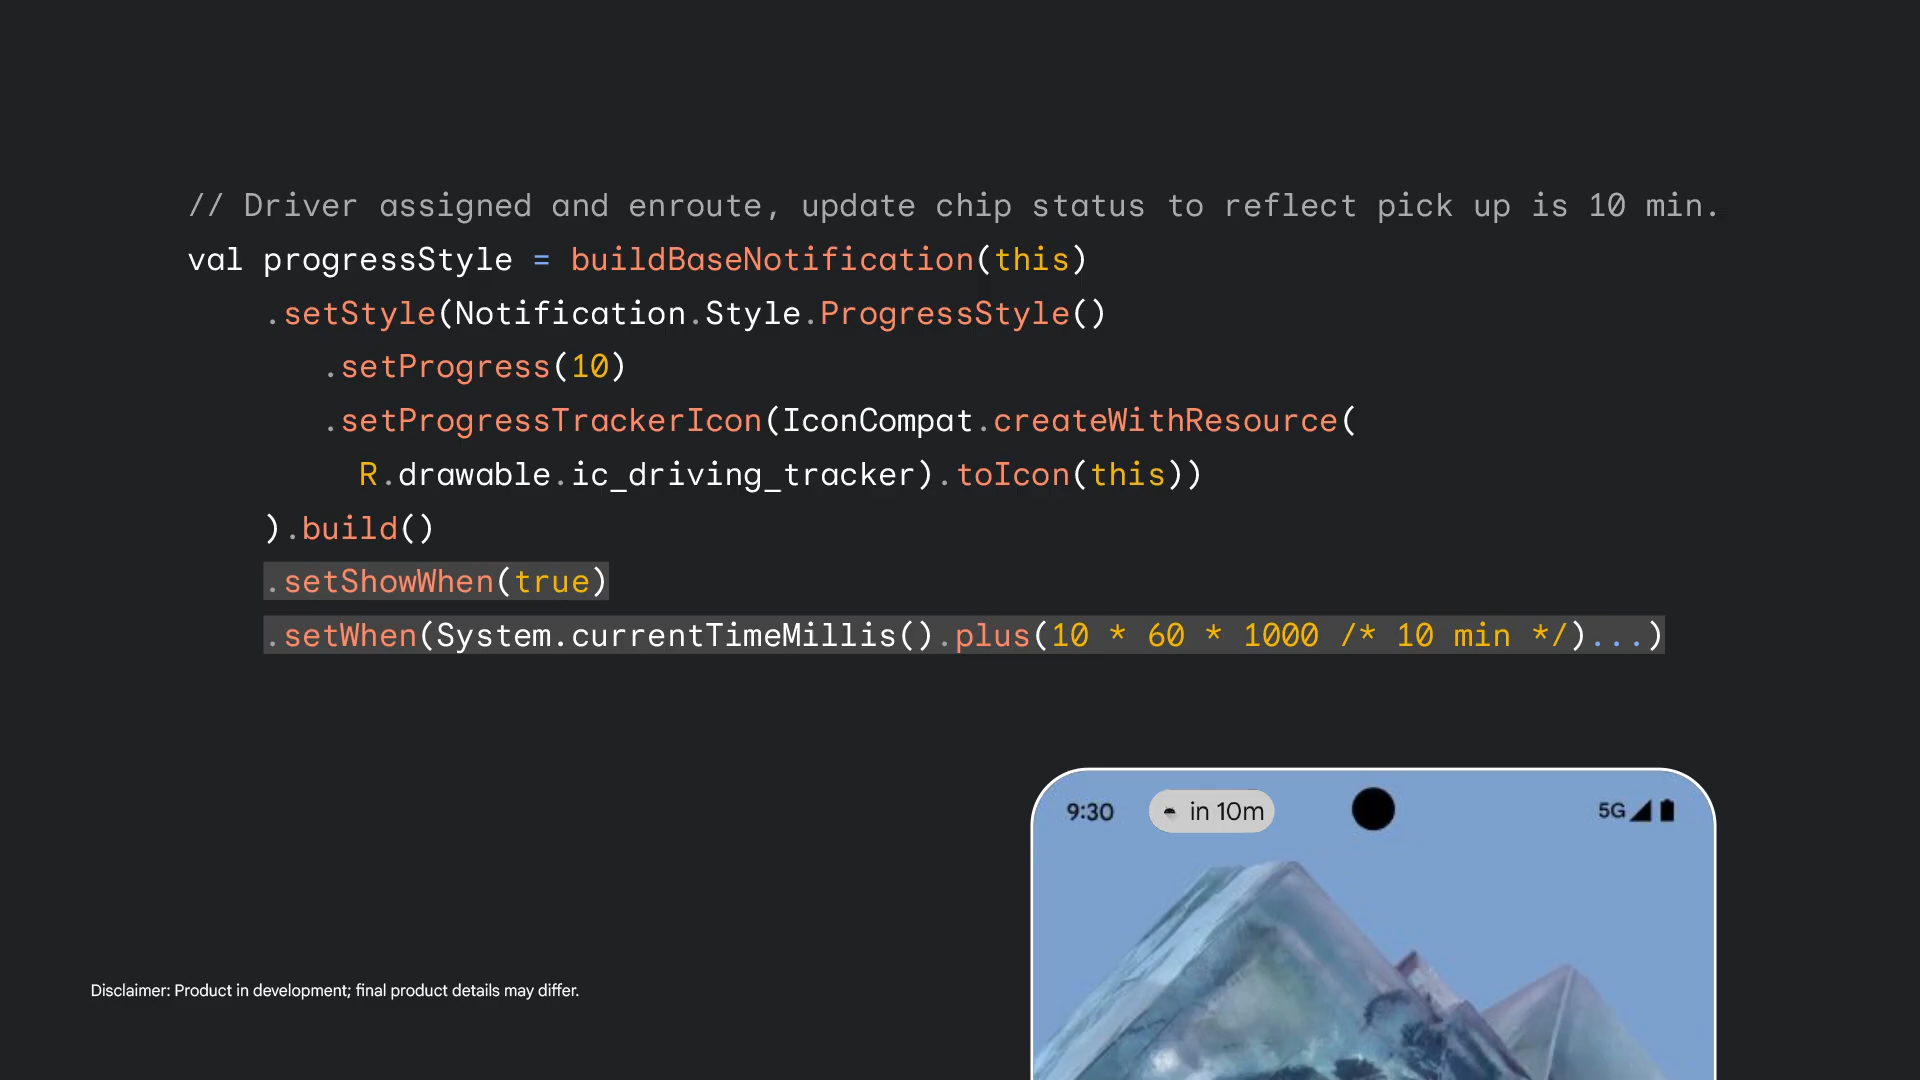 // Driver assigned and enroute, update chip status to reflect pick up is 10 min.
val progressStyle = buildBaseNotification(this)
.setStyle(Notification.Style.ProgressStyle()
.setProgress(10)
.setProgressTrackerIcon(IconCompat.createWithResource(
R.drawable.ic_driving_tracker).toIcon(this))
).build()
.setShowWhen(true)
.setWhen(System.currentTimeMillis().plus(10 * 60 * 1000 /* 10 min */)...)
9:30 in 10m 5G
Disclaimer: Product in development; final product details may differ.